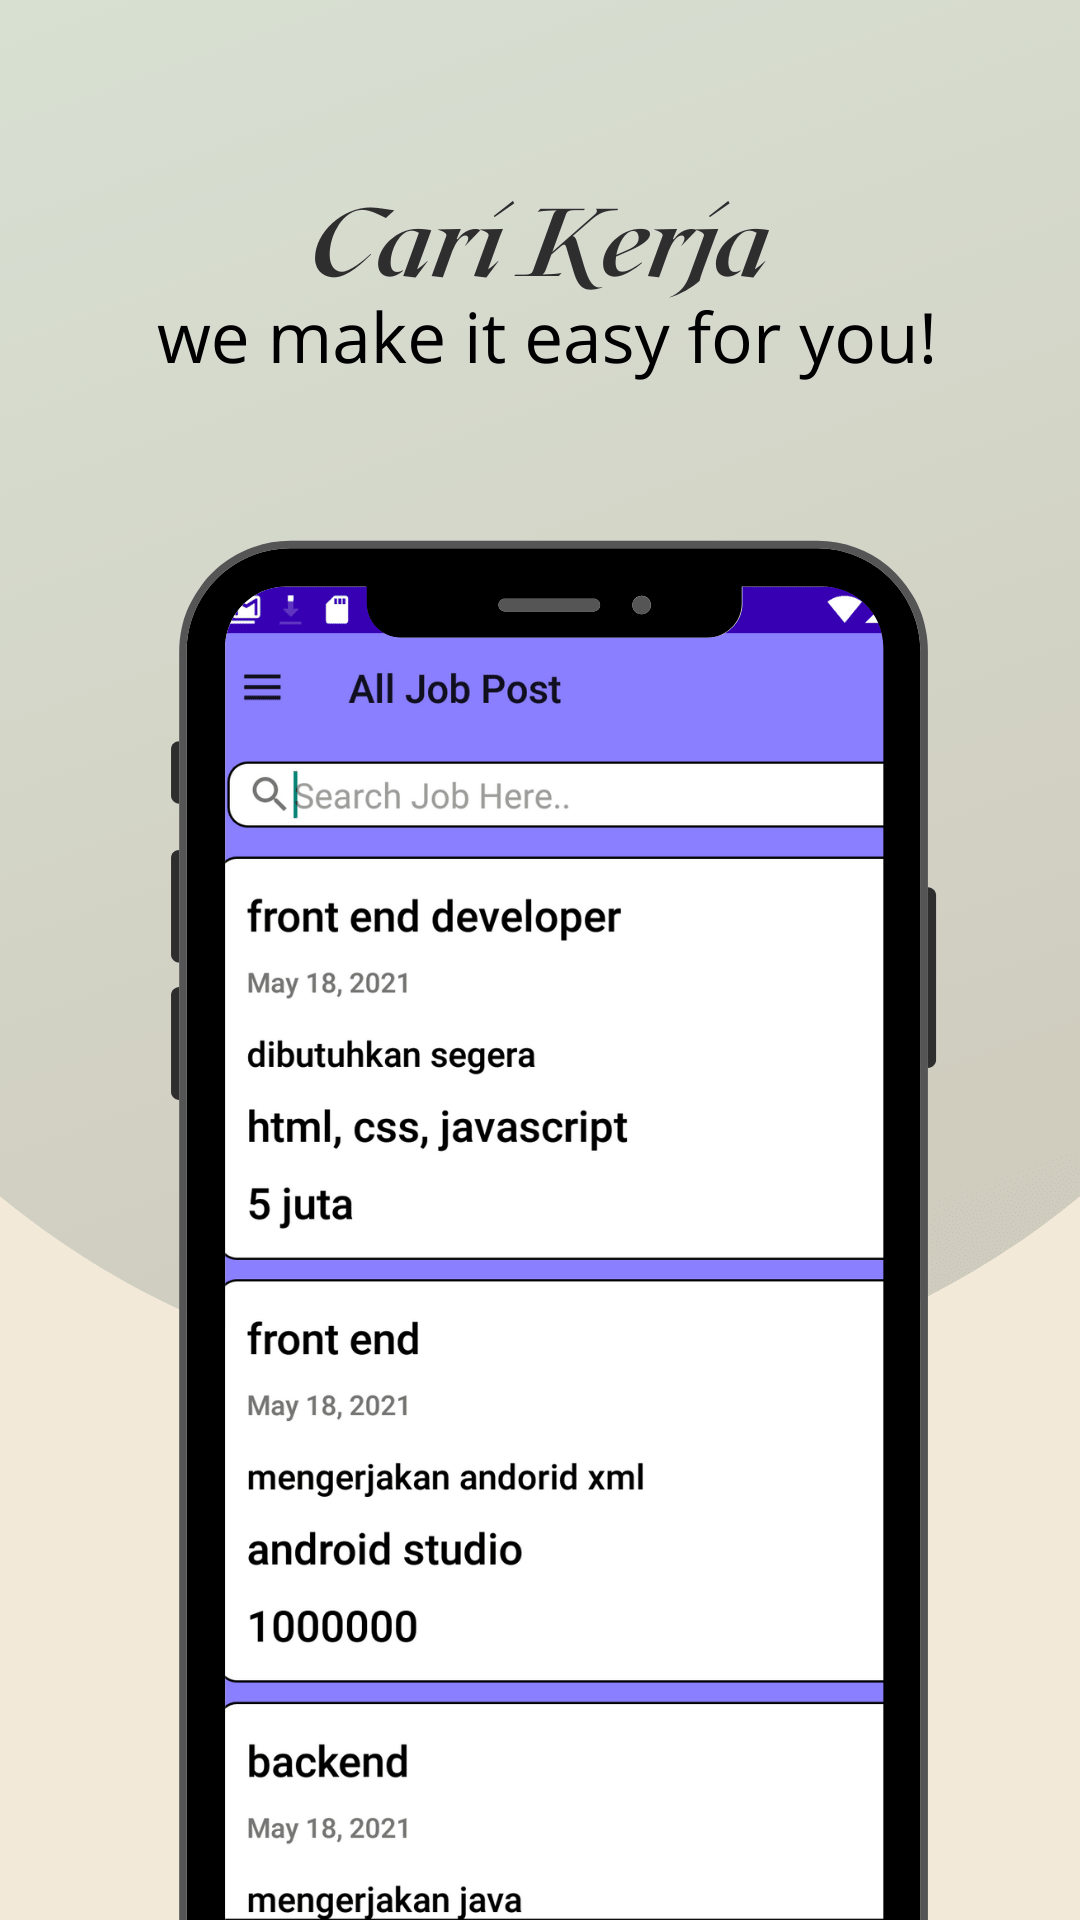 Cari Kerja
we make it easy for you!
All Job Post
Search Job Here..
front end developer
May 18, 2021
dibutuhkan segera
html, css, javascript
5 juta
front end
May 18, 2021
mengerjakan andorid xml
android studio
1000000
backend
May 18, 2021
mengerjakan java